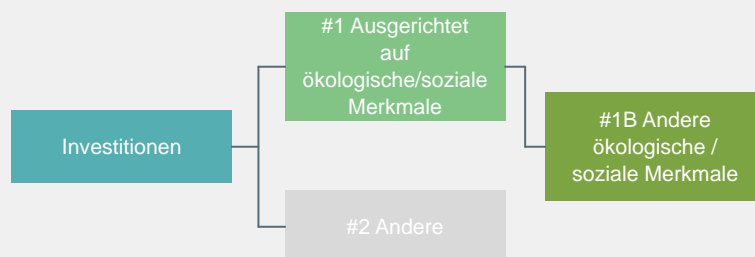 #1 Ausgerichtet
auf
ökologische/soziale
Merkmale
Investitionen
#1B Andere
ökologische /
soziale Merkmale
#2 Andere